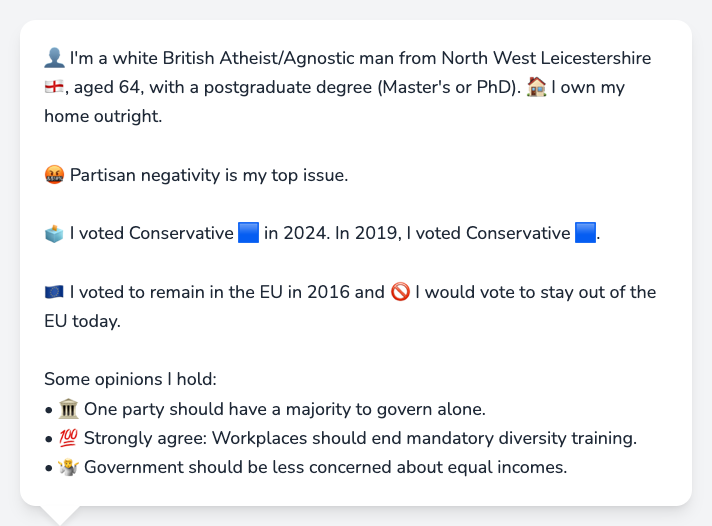 👤 I'm a white British Atheist/Agnostic man from North West Leicestershire
🏴󠁧󠁢󠁥󠁮󠁧󠁿, aged 64, with a postgraduate degree (Master's or PhD). 🏠 I own my
home outright.
🤬 Partisan negativity is my top issue.
🗳️ I voted Conservative 🟦 in 2024. In 2019, I voted Conservative 🟦.
🇪🇺 I voted to remain in the EU in 2016 and 🚫 I would vote to stay out of the
EU today.
Some opinions I hold:
• 🏛️ One party should have a majority to govern alone.
• 💯 Strongly agree: Workplaces should end mandatory diversity training.
• 🤷 Government should be less concerned about equal incomes.